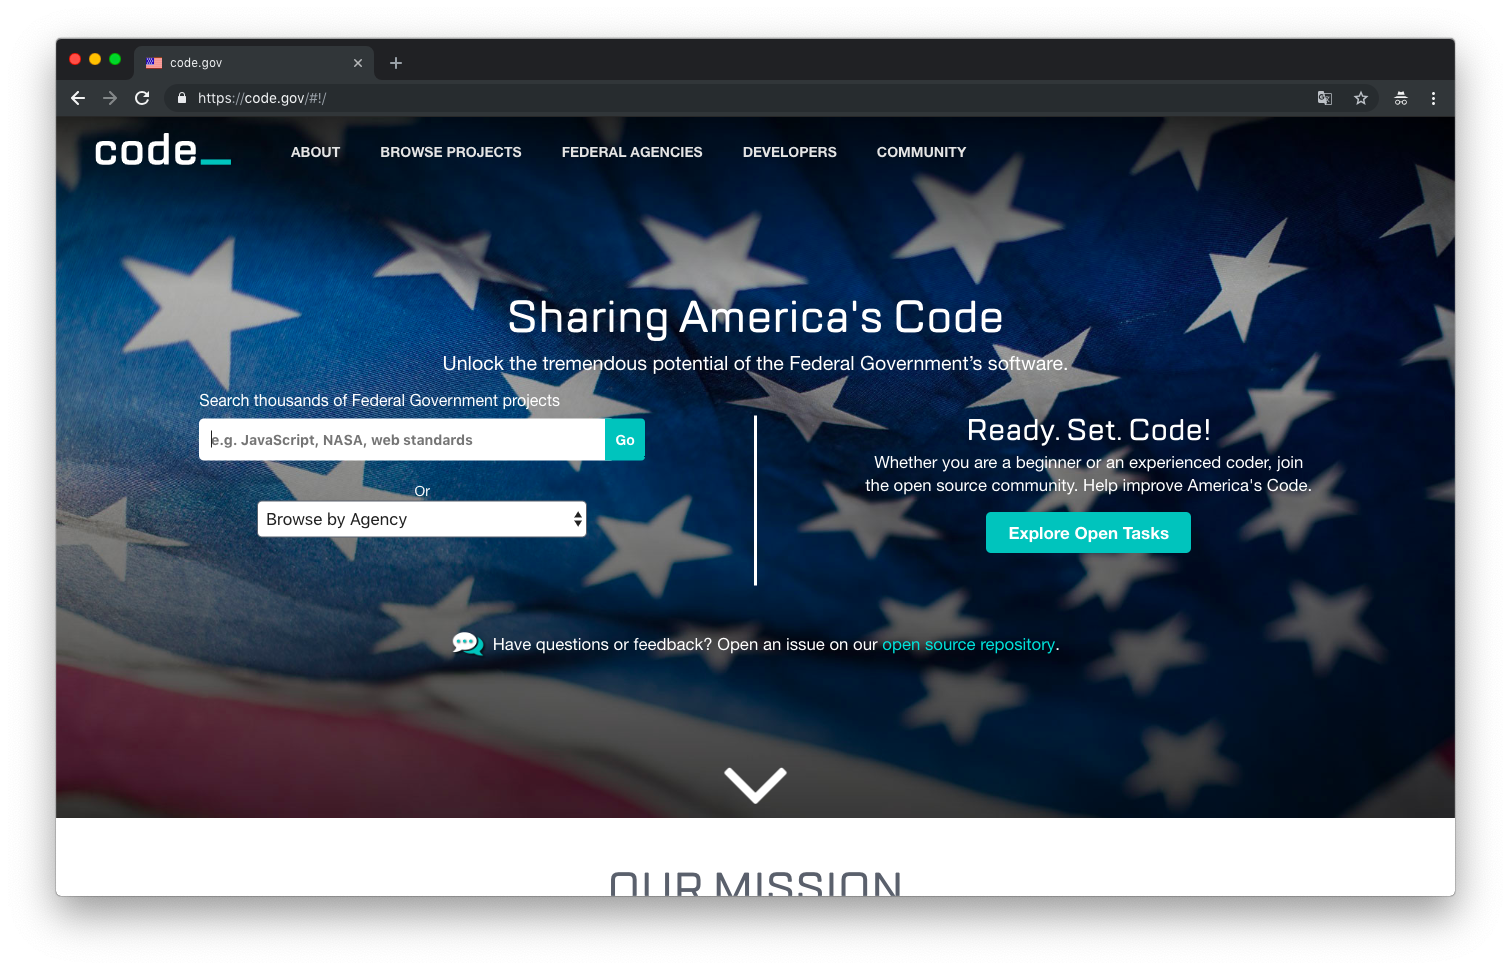 code.gov
https://code.gov/#!/
code_
ABOUT
BROWSE PROJECTS
FEDERAL AGENCIES
DEVELOPERS
COMMUNITY
Sharing America's Code
Unlock the tremendous potential of the Federal Government’s software.
Search thousands of Federal Government projects
e.g. JavaScript, NASA, web standards
Go
Or
Browse by Agency
Ready. Set. Code!
Whether you are a beginner or an experienced coder, join
the open source community. Help improve America's Code.
Explore Open Tasks
Have questions or feedback? Open an issue on our open source repository.
OUR MISSION